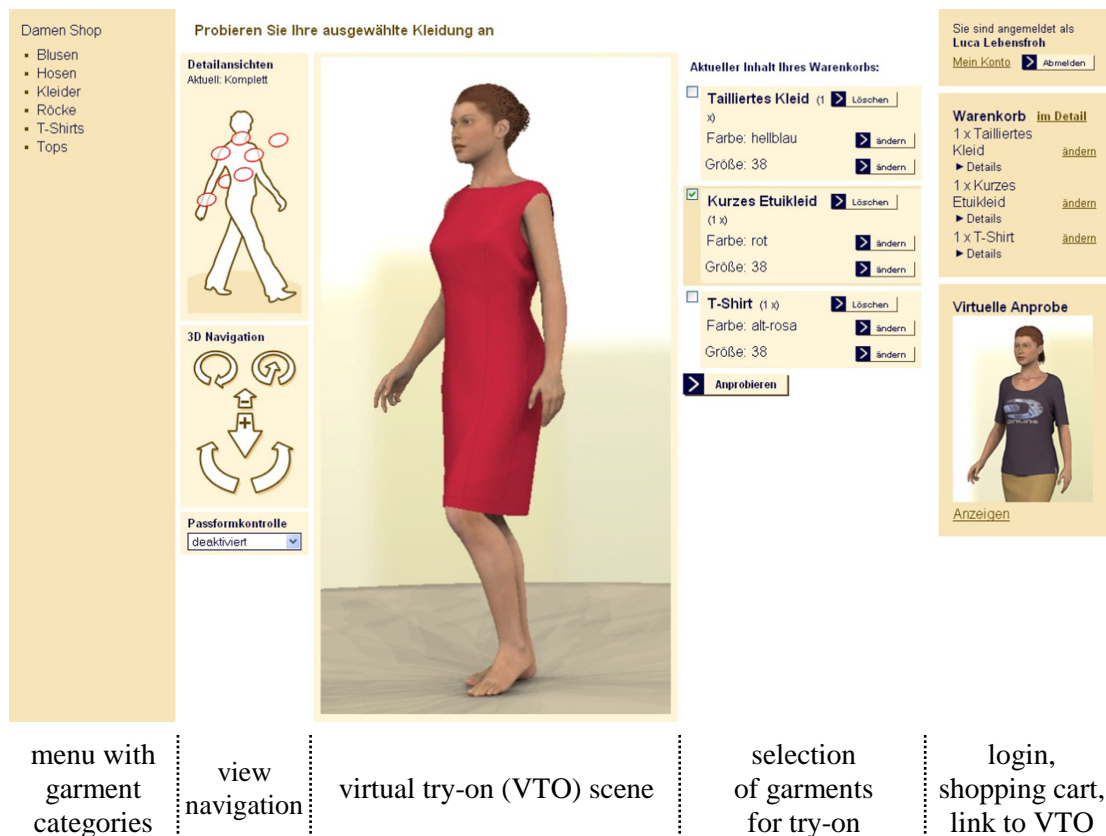 Damen Shop
Blusen
Hosen
Kleider
Röcke
T-Shirts
Tops
Probieren Sie Ihre ausgewählte Kleidung an
Detailansichten
Aktuell: Komplett
3D Navigation
-
+
Passformkontrolle
deaktiviert
Aktueller Inhalt Ihres Warenkorbs:
Tailliertes Kleid (1 Löschen
x)
Farbe: hellblau ändern
Größe: 38 ändern
Kurzes Etuikleid Löschen
(1 x)
Farbe: rot ändern
Größe: 38 ändern
T-Shirt (1 x) Löschen
Farbe: alt-rosa ändern
Größe: 38 ändern
Anprobieren
Sie sind angemeldet als
Luca Lebensfroh
Mein Konto Abmelden
Warenkorb im Detail
1 x Tailliertes
Kleid ändern
Details
1 x Kurzes
Etuikleid ändern
Details
1 x T-Shirt ändern
Details
Virtuelle Anprobe
ONLINE
Anzeigen
menu with
garment
categories
view
navigation
virtual try-on (VTO) scene
selection
of garments
for try-on
login,
shopping cart,
link to VTO